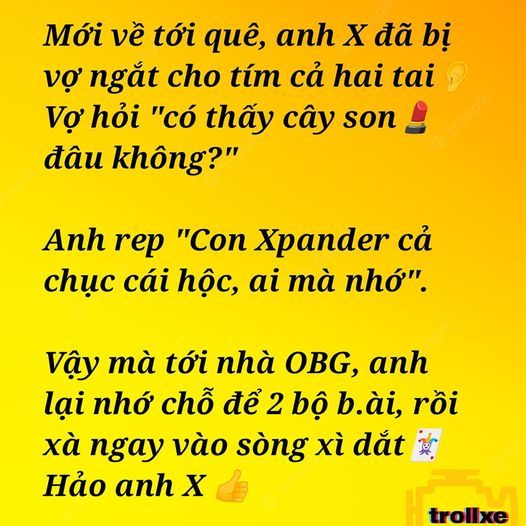 Mới về tới quê, anh X đã bị
vợ ngắt cho tím cả hai tai 👂
Vợ hỏi "có thấy cây son 💄
đâu không?"
Anh rep "Con Xpander cả
chục cái hộc, ai mà nhớ".
Vậy mà tới nhà OBG, anh
lại nhớ chỗ để 2 bộ b.ài, rồi
xà ngay vào sòng xì dắt 🃏
Hảo anh X 👍
trollxe